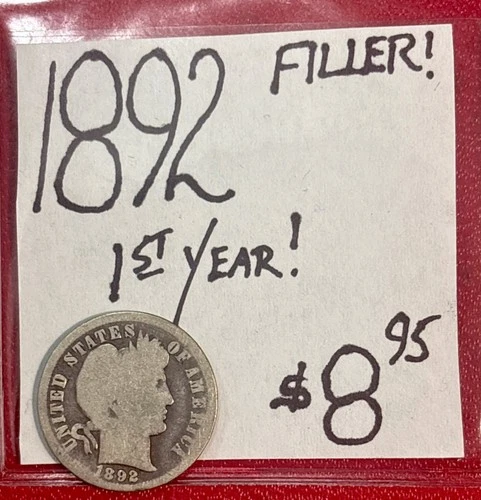 FILLER!
1892
1ST YEAR!
$8.95
UNITED STATES OF AMERICA
1892